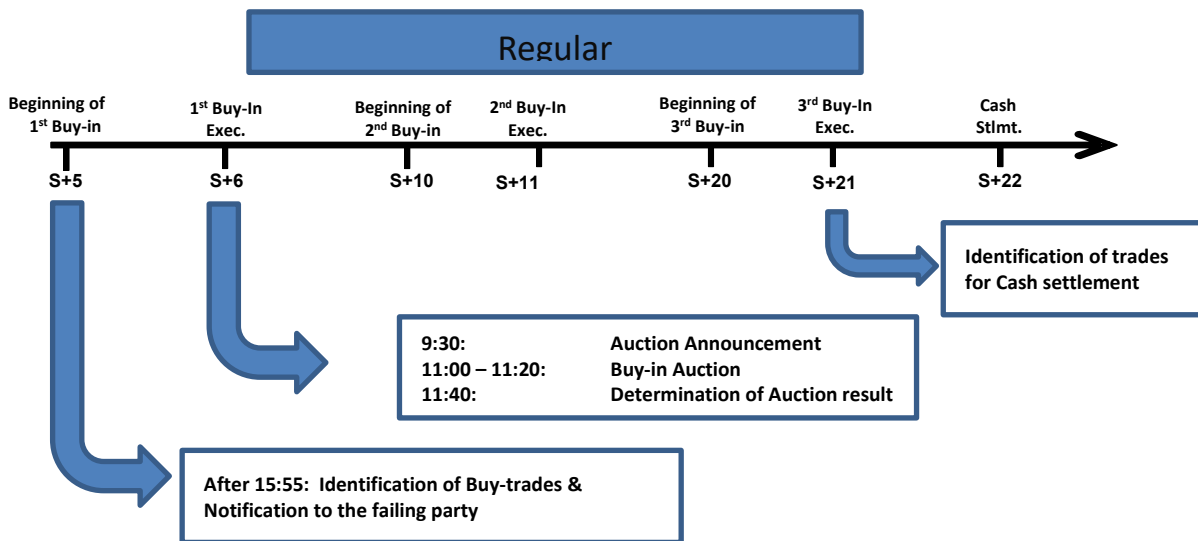 Regular
Beginning of
1st Buy-in
1st Buy-In
Exec.
Beginning of
2nd Buy-in
2nd Buy-In
Exec.
Beginning of
3rd Buy-in
3rd Buy-In
Exec.
Cash
Stlmt.
S+5
S+6
S+10
S+11
S+20
S+21
S+22
Identification of trades
for Cash settlement
9:30: Auction Announcement
11:00 – 11:20: Buy-in Auction
11:40: Determination of Auction result
After 15:55: Identification of Buy-trades &
Notification to the failing party